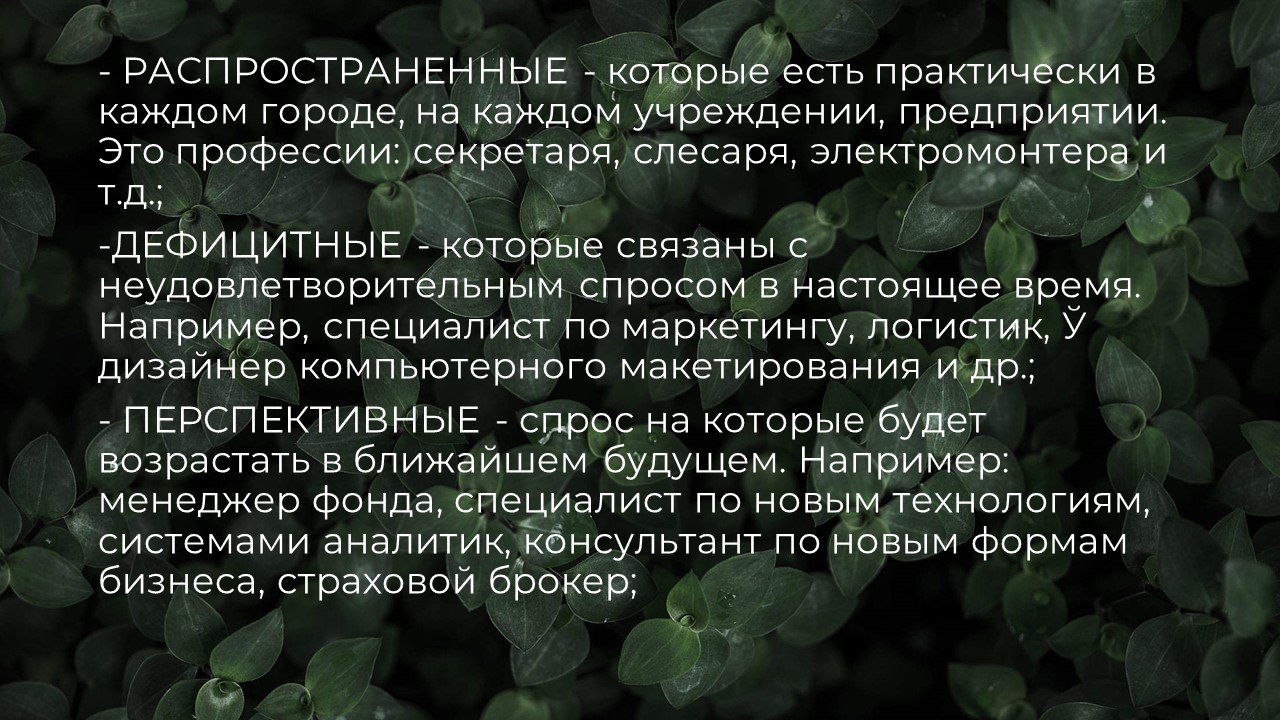 - РАСПРОСТРАНЕННЫЕ - которые есть практически в
каждом городе, на каждом учреждении, предприятии.
Это профессии: секретаря, слесаря, электромонтера и
т.д.;
-ДЕФИЦИТНЫЕ - которые связаны с
неудовлетворительным спросом в настоящее время.
Например, специалист по маркетингу, логистик, Ў
дизайнер компьютерного макетирования и др.;
- ПЕРСПЕКТИВНЫЕ - спрос на которые будет
возрастать в ближайшем будущем. Например:
менеджер фонда, специалист по новым технологиям,
системами аналитик, консультант по новым формам
бизнеса, страховой брокер;